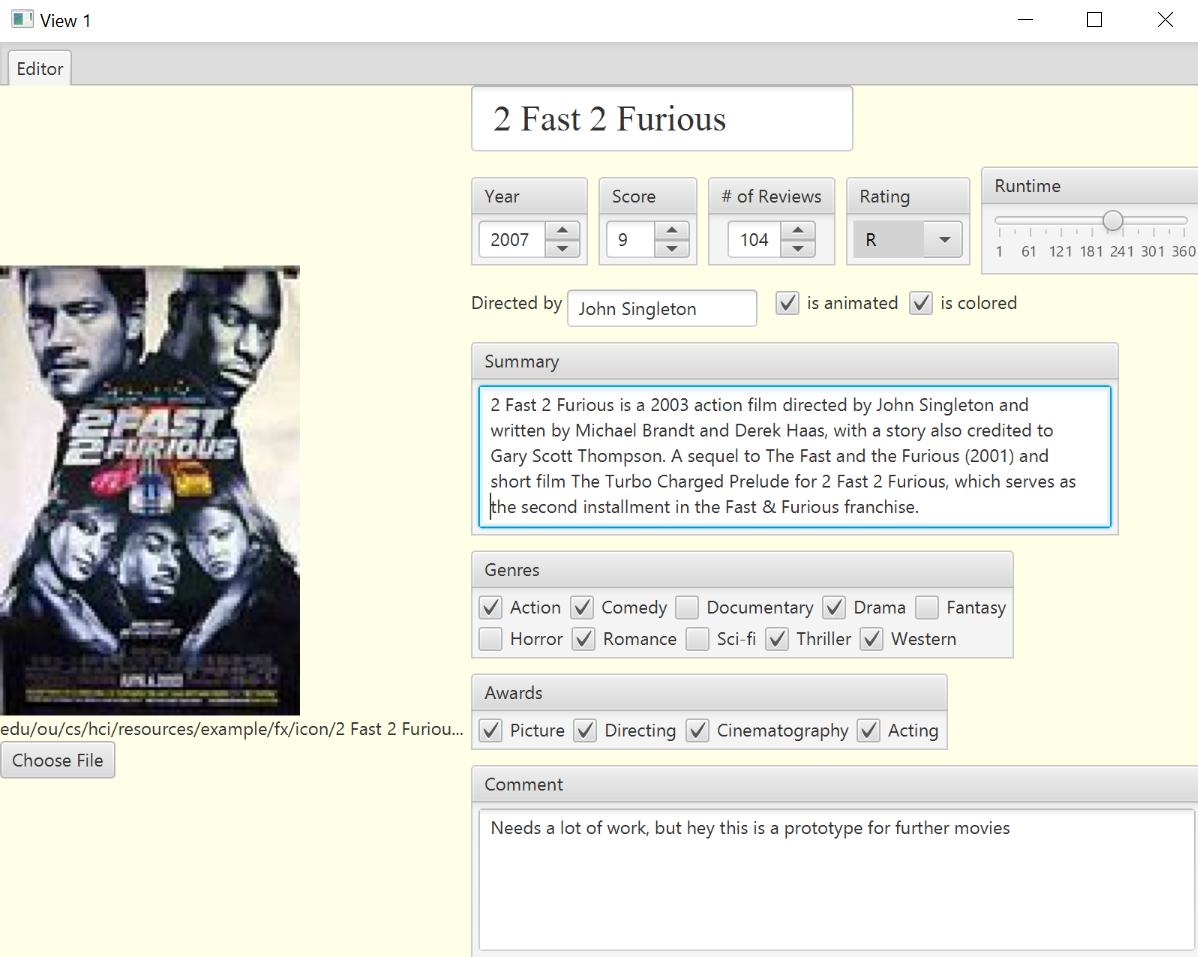 View 1
Editor
2 Fast 2 Furious
Year
Score
# of Reviews
Rating
Runtime
2007
9
104
R
1 61 121 181 241 301 360
Directed by John Singleton is animated is colored
Summary
2 Fast 2 Furious is a 2003 action film directed by John Singleton and
written by Michael Brandt and Derek Haas, with a story also credited to
Gary Scott Thompson. A sequel to The Fast and the Furious (2001) and
short film The Turbo Charged Prelude for 2 Fast 2 Furious, which serves as
the second installment in the Fast & Furious franchise.
2 FAST
2 FURIOUS
edu/ou/cs/hci/resources/example/fx/icon/2 Fast 2 Furiou...
Choose File
Genres
Action Comedy Documentary Drama Fantasy
Horror Romance Sci-fi Thriller Western
Awards
Picture Directing Cinematography Acting
Comment
Needs a lot of work, but hey this is a prototype for further movies